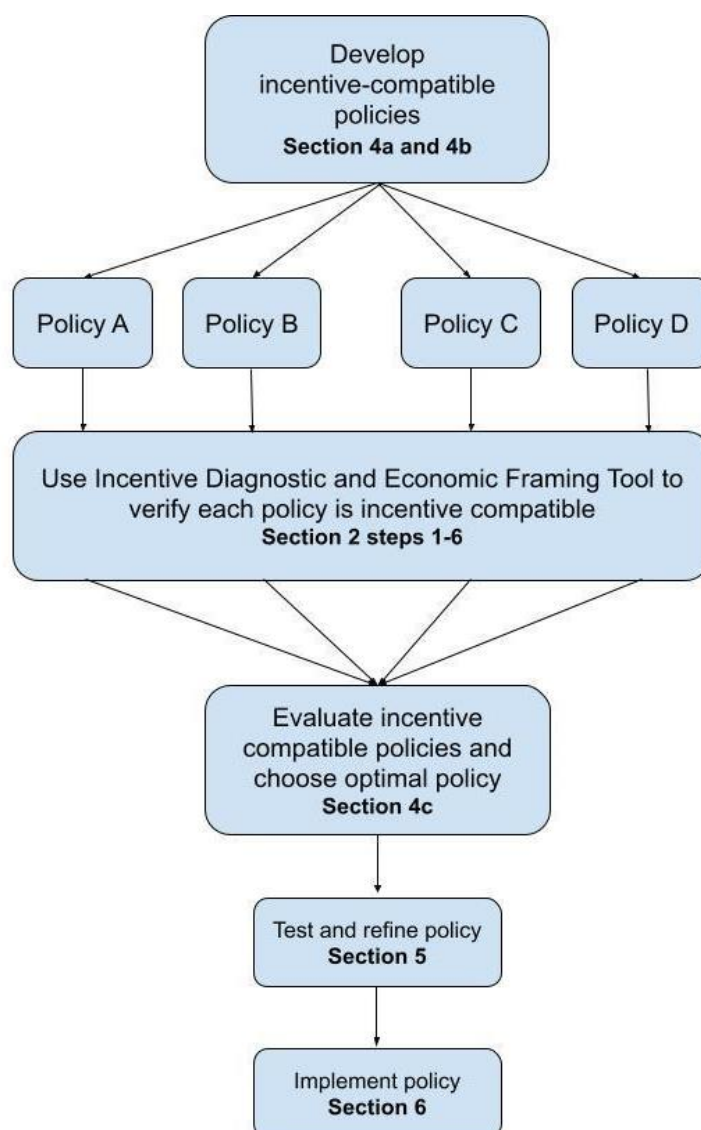 Develop
incentive-compatible
policies
Section 4a and 4b
Policy A
Policy B
Policy C
Policy D
Use Incentive Diagnostic and Economic Framing Tool to
verify each policy is incentive compatible
Section 2 steps 1-6
Evaluate incentive
compatible policies and
choose optimal policy
Section 4c
Test and refine policy
Section 5
Implement policy
Section 6